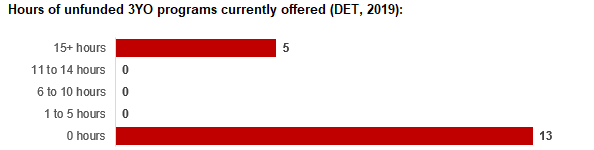 Hours of unfunded 3YO programs currently offered (DET, 2019):
15+ hours 5
11 to 14 hours 0
6 to 10 hours 0
1 to 5 hours 0
0 hours 13